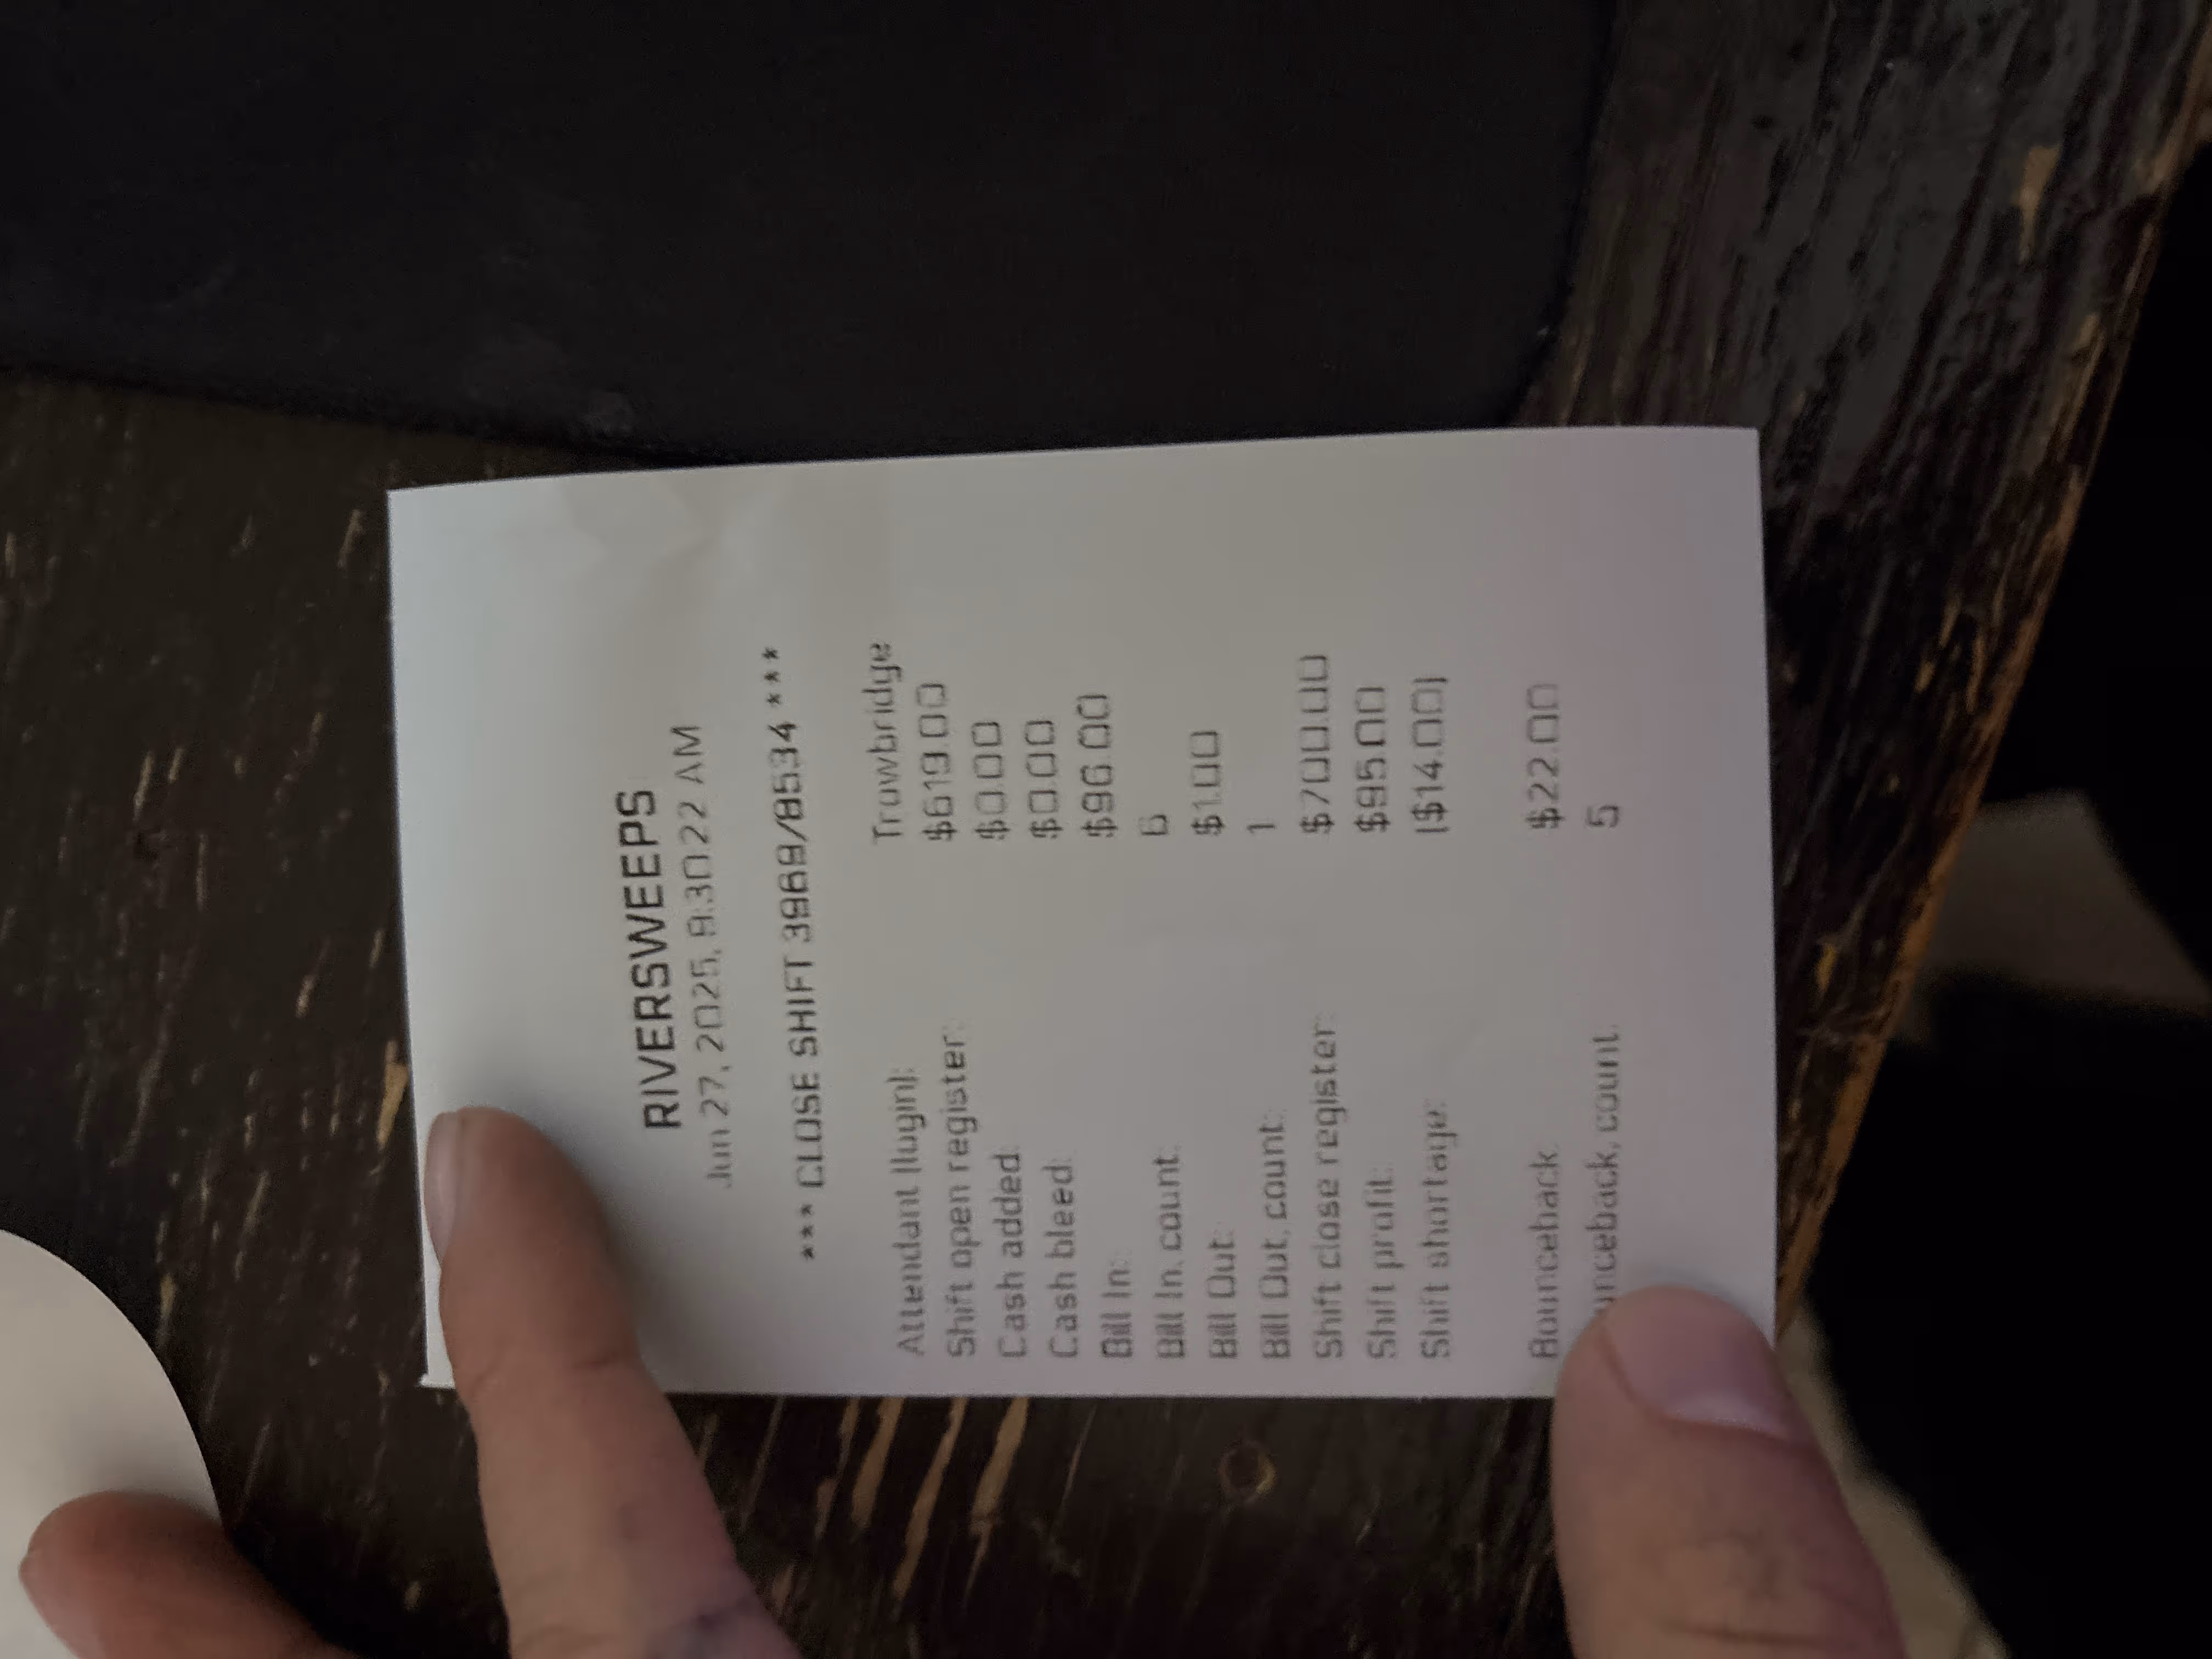 RIVERSWEEPS
Jun 27, 2025, 9:30:22 AM
*** CLOSE SHIFT 3969/8534 ***
Attendant (login): Trowbridge
Shift open register: $619.00
Cash added: $0.00
Cash bleed: $0.00
Bill In: $96.00
Bill In, count: 6
Bill Out: $1.00
Bill Out, count: 1
Shift close register: $700.00
Shift profit: $95.00
Shift shortage: ($14.00)
Bounceback: $22.00
unceback, count: 5